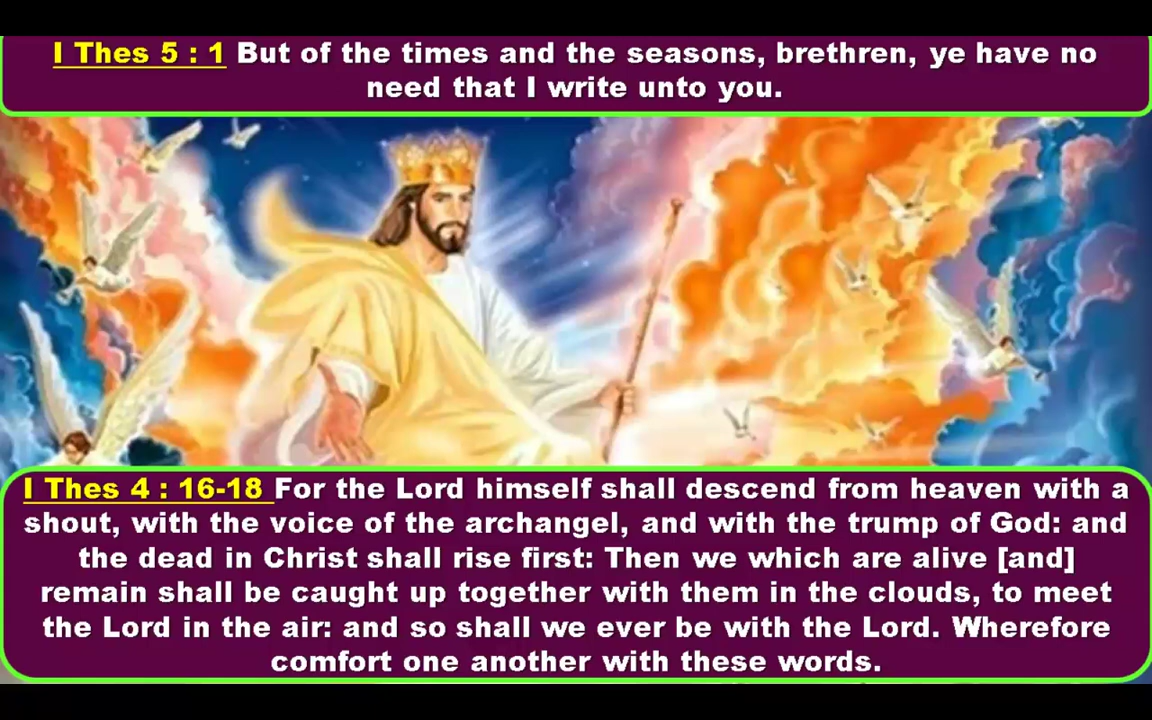 I Thes 5 : 1 But of the times and the seasons, brethren, ye have no
need that I write unto you.
I Thes 4 : 16-18 For the Lord himself shall descend from heaven with a
shout, with the voice of the archangel, and with the trump of God: and
the dead in Christ shall rise first: Then we which are alive [and]
remain shall be caught up together with them in the clouds, to meet
the Lord in the air: and so shall we ever be with the Lord. Wherefore
comfort one another with these words.